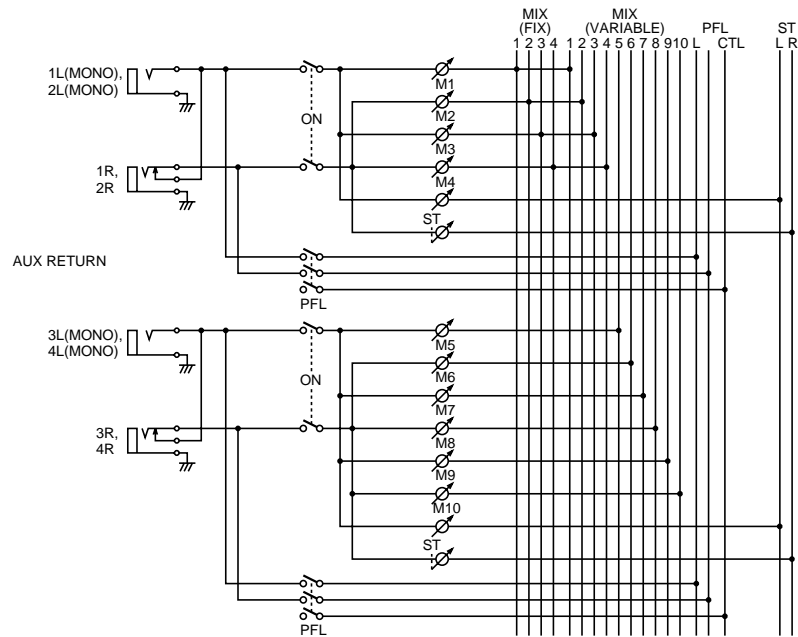 MIX MIX
(FIX) (VARIABLE) PFL ST
1 2 3 4 1 2 3 4 5 6 7 8 9 10 L CTL L R
1L(MONO),
2L(MONO)
M1
ON
M2
M3
1R,
2R
M4
ST
AUX RETURN
PFL
3L(MONO),
4L(MONO)
M5
ON
M6
M7
3R,
4R
M8
M9
M10
ST
PFL